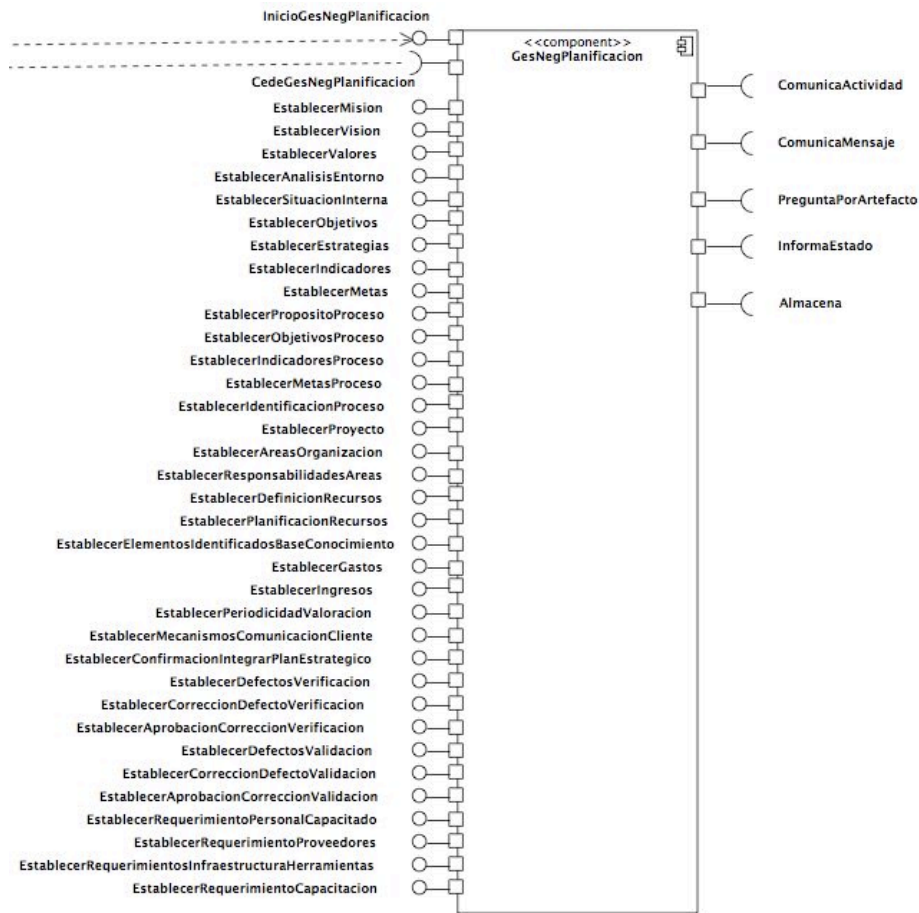 InicioGesNegPlanificacion
<<component>>
GesNegPlanificacion
CedeGesNegPlanificacion
EstablecerMision
EstablecerVision
EstablecerValores
EstablecerAnalisisEntorno
EstablecerSituacionInterna
EstablecerObjetivos
EstablecerEstrategias
EstablecerIndicadores
EstablecerMetas
EstablecerPropositoProceso
EstablecerObjetivosProceso
EstablecerIndicadoresProceso
EstablecerMetasProceso
EstablecerIdentificacionProceso
EstablecerProyecto
EstablecerAreasOrganizacion
EstablecerResponsabilidadesAreas
EstablecerDefinicionRecursos
EstablecerPlanificacionRecursos
EstablecerElementosIdentificadosBaseConocimiento
EstablecerGastos
EstablecerIngresos
EstablecerPeriodicidadValoracion
EstablecerMecanismosComunicacionCliente
EstablecerConfirmacionIntegrarPlanEstrategico
EstablecerDefectosVerificacion
EstablecerCorreccionDefectoVerificacion
EstablecerAprobacionCorreccionVerificacion
EstablecerDefectosValidacion
EstablecerCorreccionDefectoValidacion
EstablecerAprobacionCorreccionValidacion
EstablecerRequerimientoPersonalCapacitado
EstablecerRequerimientoProveedores
EstablecerRequerimientosInfraestructuraHerramientas
EstablecerRequerimientoCapacitacion
ComunicaActividad
ComunicaMensaje
PreguntaPorArtefacto
InformaEstado
Almacena